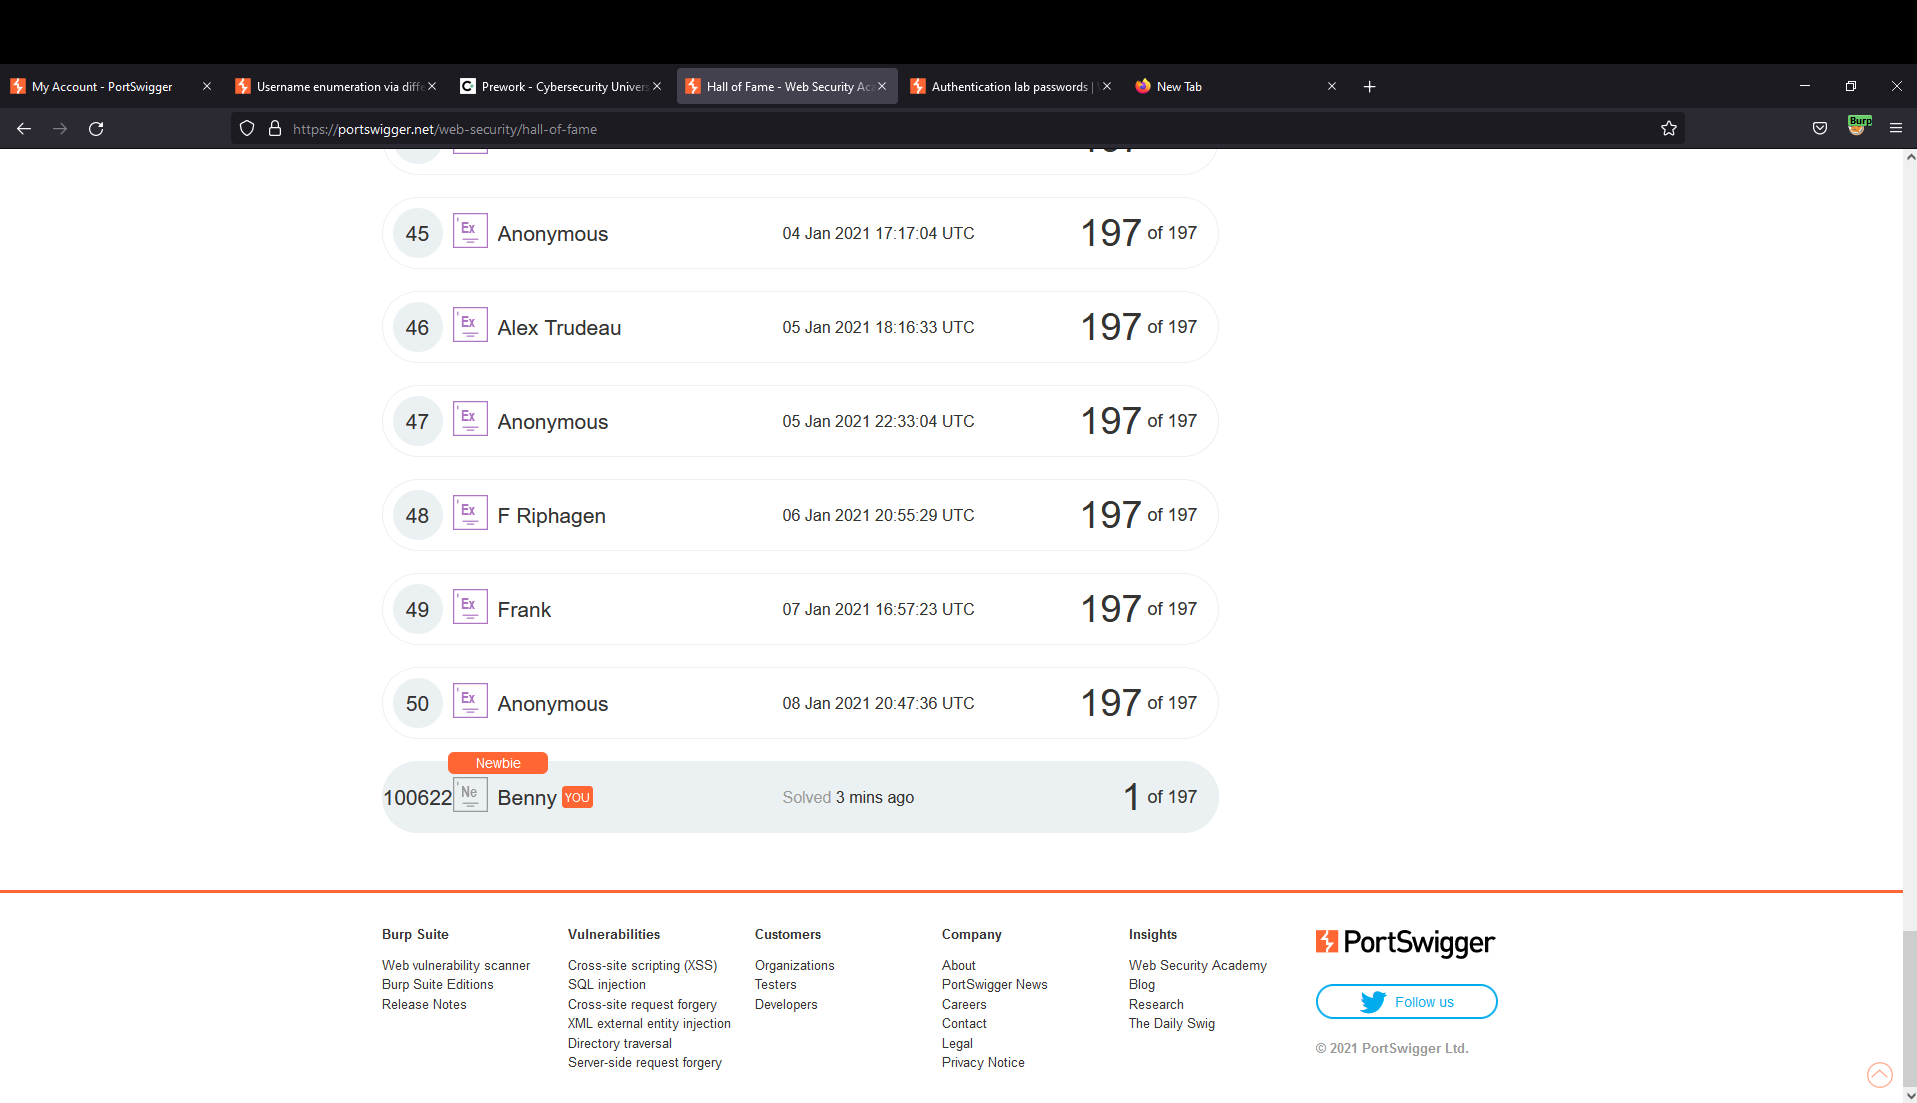 My Account - PortSwigger
Username enumeration via diffe
Prework - Cybersecurity Univers
Hall of Fame - Web Security Aca
Authentication lab passwords |
New Tab
https://portswigger.net/web-security/hall-of-fame
Burp
45 Ex Anonymous 04 Jan 2021 17:17:04 UTC 197 of 197
46 Ex Alex Trudeau 05 Jan 2021 18:16:33 UTC 197 of 197
47 Ex Anonymous 05 Jan 2021 22:33:04 UTC 197 of 197
48 Ex F Riphagen 06 Jan 2021 20:55:29 UTC 197 of 197
49 Ex Frank 07 Jan 2021 16:57:23 UTC 197 of 197
50 Ex Anonymous 08 Jan 2021 20:47:36 UTC 197 of 197
Newbie
100622 Ne Benny YOU Solved 3 mins ago 1 of 197
Burp Suite
Web vulnerability scanner
Burp Suite Editions
Release Notes
Vulnerabilities
Cross-site scripting (XSS)
SQL injection
Cross-site request forgery
XML external entity injection
Directory traversal
Server-side request forgery
Customers
Organizations
Testers
Developers
Company
About
PortSwigger News
Careers
Contact
Legal
Privacy Notice
Insights
Web Security Academy
Blog
Research
The Daily Swig
PortSwigger
Follow us
© 2021 PortSwigger Ltd.